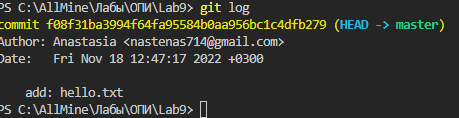 PS C:\AllMine\Лабы\ОПИ\Lab9> git log
commit f08f31ba3994f64fa95584b0aa956bc1c4dfb279 (HEAD -> master)
Author: Anastasia <nastenas714@gmail.com>
Date:   Fri Nov 18 12:47:17 2022 +0300

    add: hello.txt
PS C:\AllMine\Лабы\ОПИ\Lab9>